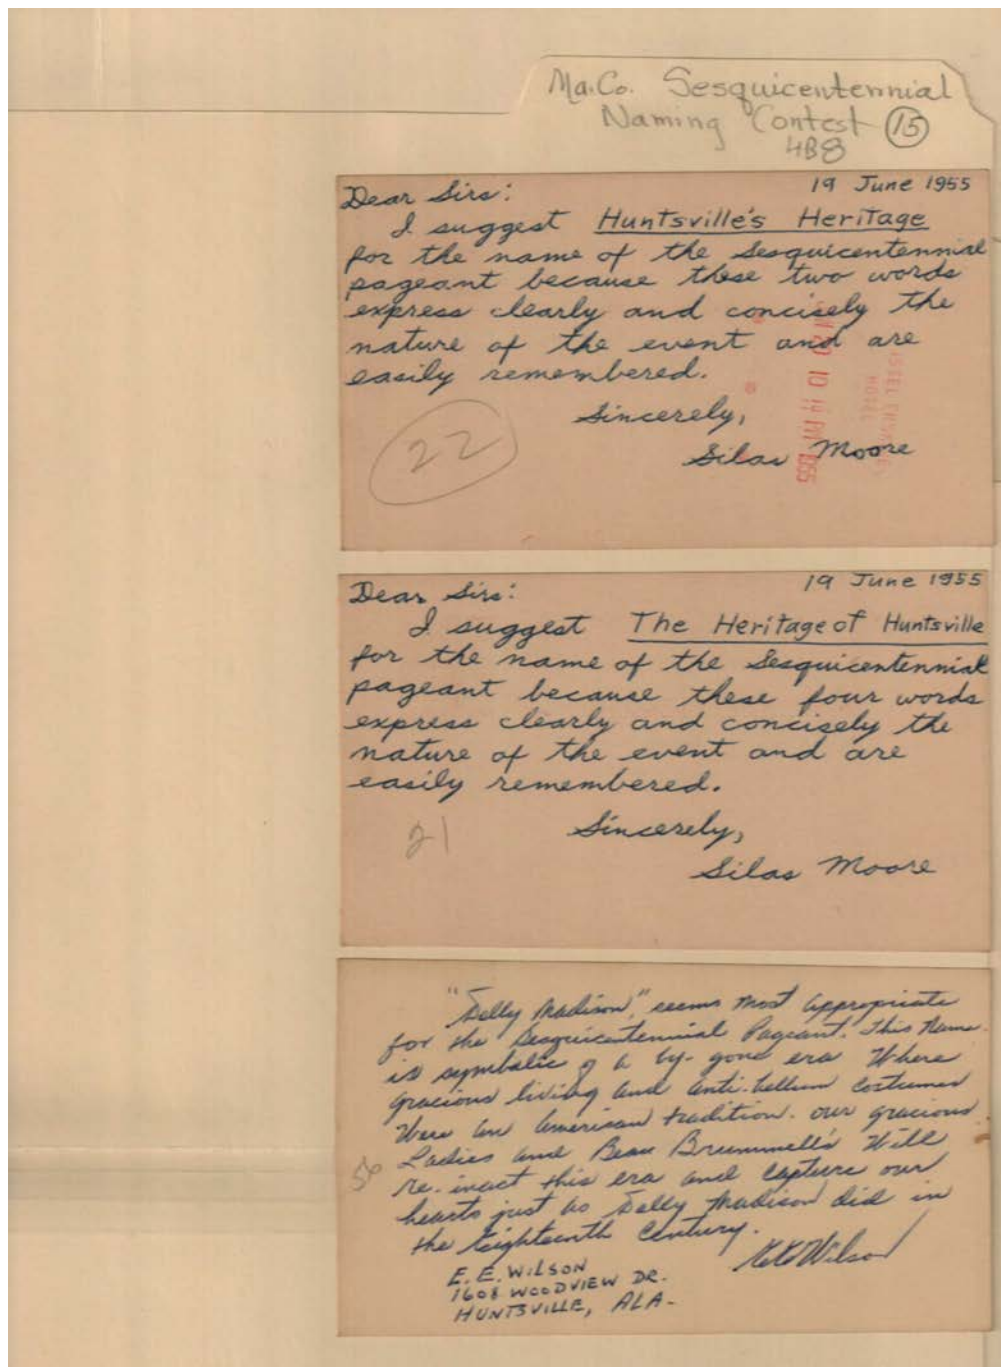 Ma.Co. Sesquicentennial
Naming Contest 15
4B8
19 June 1955
Dear Sirs:
I suggest Huntsville's Heritage
for the name of the Sesquicentennial
pageant because these two words
express clearly and concisely the
nature of the event and are
easily remembered.
Sincerely,
Silas Moore
22
19 June 1955
Dear Sirs:
I suggest The Heritage of Huntsville
for the name of the Sesquicentennial
pageant because these four words
express clearly and concisely the
nature of the event and are
easily remembered.
Sincerely,
Silas Moore
21
"Dolly Madison" seems most appropriate
for the Sesquicentennial Pageant. This Name
is symbolic of a by-gone era Where
gracious living and anti-bellum costumes
Were an American tradition. our gracious
Ladies and Beau Brummell's Will
re-inact this era and capture our
hearts just as Dolly Madison did in
the Eighteenth Century.
56
Wilson
E. E. WILSON
1608 WOODVIEW DR.
HUNTSVILLE, ALA-